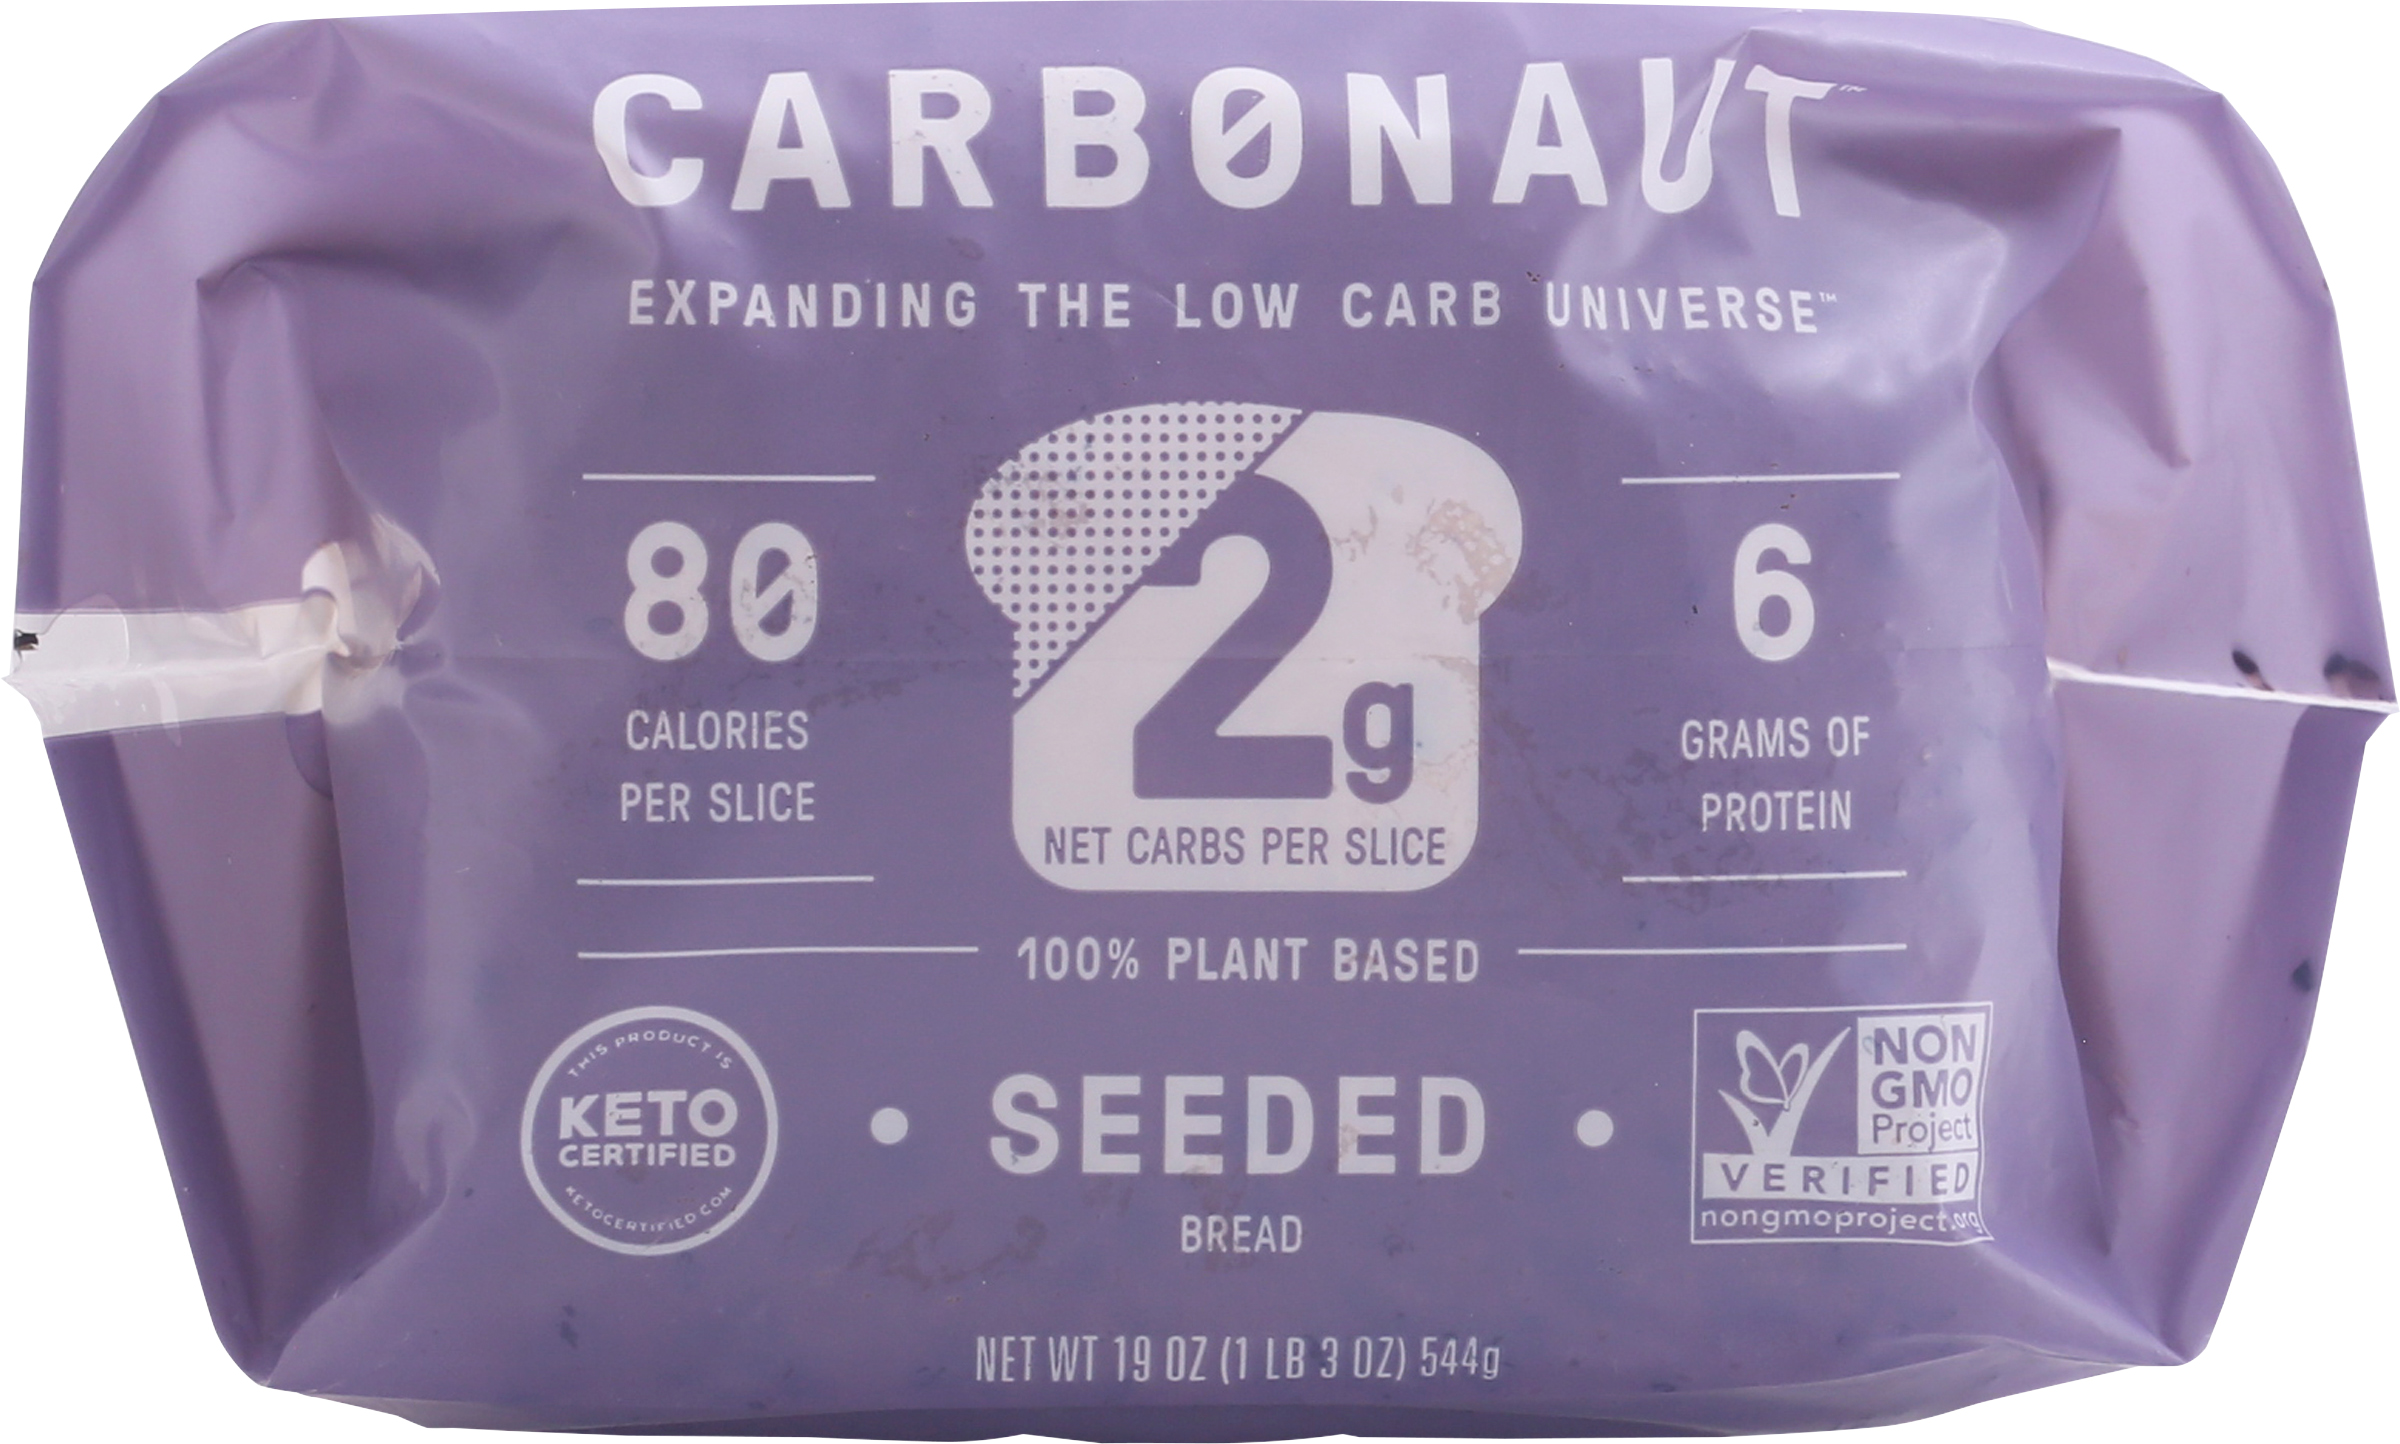 CARBONAUT™
EXPANDING THE LOW CARB UNIVERSE™
80
CALORIES
PER SLICE
2g
NET CARBS PER SLICE
6
GRAMS OF
PROTEIN
100% PLANT BASED
THIS PRODUCT IS
KETO
CERTIFIED
KETOCERTIFIED.COM
• SEEDED •
BREAD
NON
GMO
Project
VERIFIED
nongmoproject.org
NET WT 19 OZ (1 LB 3 OZ) 544g